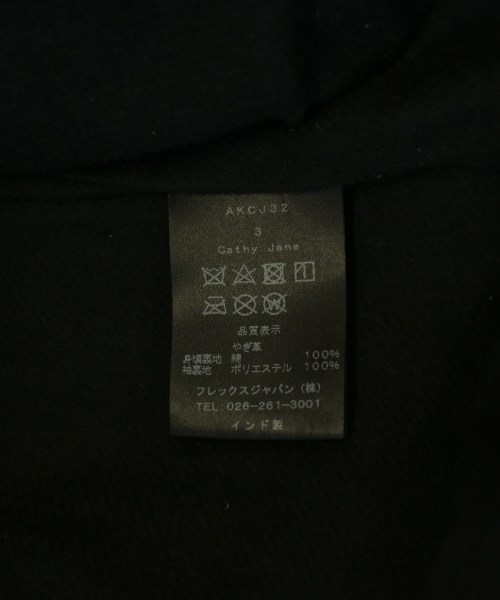 AKCJ32
3
Cathy Jane
品質表示
やぎ革
身頃裏地 綿 100%
袖裏地 ポリエステル 100%
フレックスジャパン(株)
TEL:026-261-3001
インド製